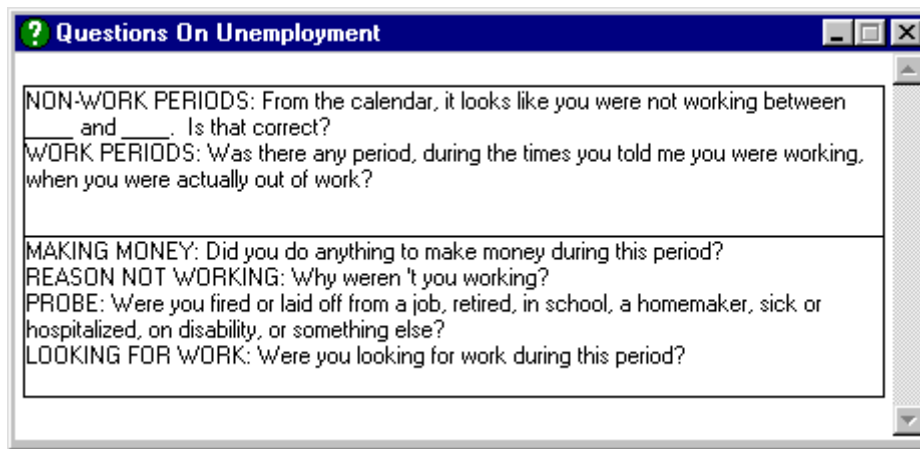 Questions On Unemployment
NON-WORK PERIODS: From the calendar, it looks like you were not working between
____ and ____.  Is that correct?
WORK PERIODS: Was there any period, during the times you told me you were working,
when you were actually out of work?
MAKING MONEY: Did you do anything to make money during this period?
REASON NOT WORKING: Why weren 't you working?
PROBE: Were you fired or laid off from a job, retired, in school, a homemaker, sick or
hospitalized, on disability, or something else?
LOOKING FOR WORK: Were you looking for work during this period?